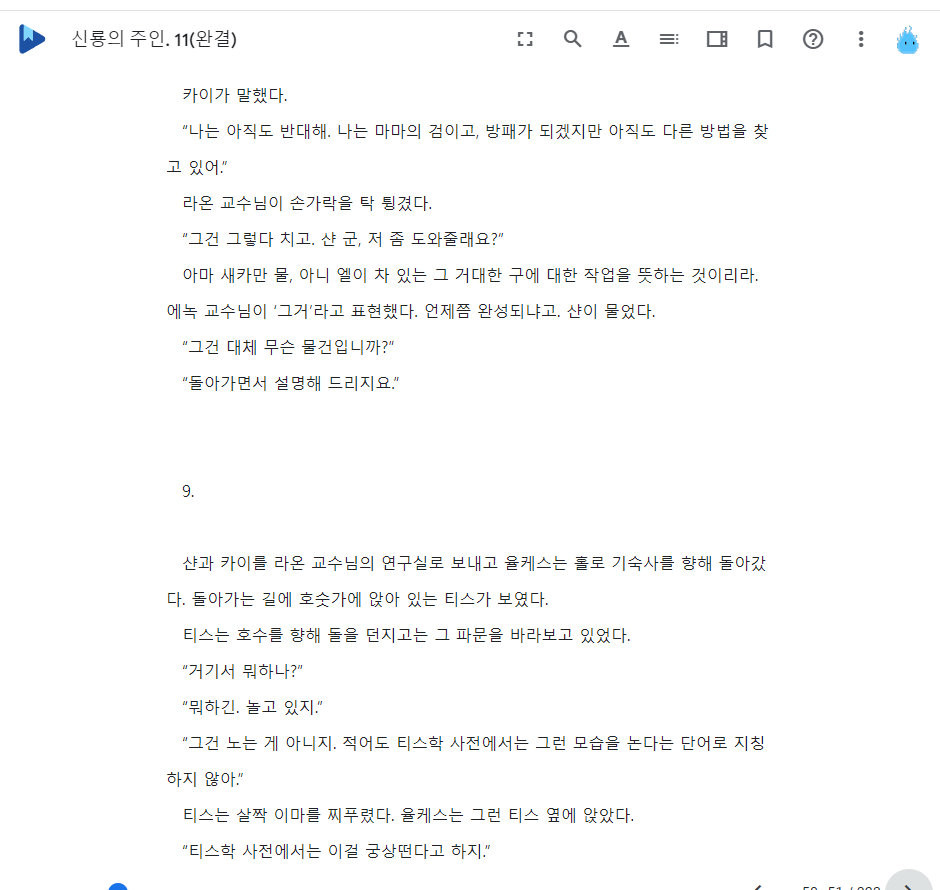 신룡의 주인. 11(완결)
카이가 말했다.
“나는 아직도 반대해. 나는 마마의 검이고, 방패가 되겠지만 아직도 다른 방법을 찾
고 있어.”
라온 교수님이 손가락을 탁 튕겼다.
“그건 그렇다 치고. 샨 군, 저 좀 도와줄래요?”
아마 새카만 물, 아니 엘이 차 있는 그 거대한 구에 대한 작업을 뜻하는 것이리라.
에녹 교수님이 ‘그거’라고 표현했다. 언제쯤 완성되냐고. 샨이 물었다.
“그건 대체 무슨 물건입니까?”
“돌아가면서 설명해 드리지요.”
9.
샨과 카이를 라온 교수님의 연구실로 보내고 율케스는 홀로 기숙사를 향해 돌아갔
다. 돌아가는 길에 호숫가에 앉아 있는 티스가 보였다.
티스는 호수를 향해 돌을 던지고는 그 파문을 바라보고 있었다.
“거기서 뭐하나?”
“뭐하긴. 놀고 있지.”
“그건 노는 게 아니지. 적어도 티스학 사전에서는 그런 모습을 논다는 단어로 지칭
하지 않아.”
티스는 살짝 이마를 찌푸렸다. 율케스는 그런 티스 옆에 앉았다.
“티스학 사전에서는 이걸 궁상떤다고 하지.”